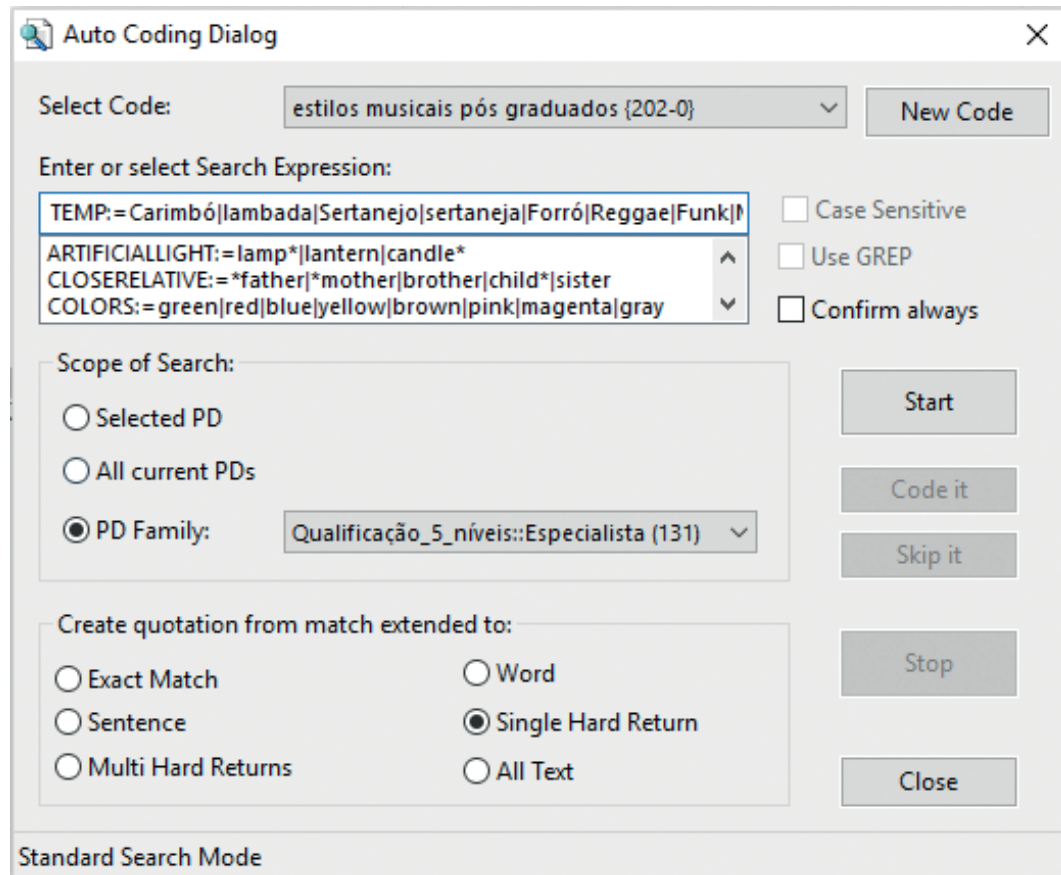 Auto Coding Dialog
Select Code:
estilos musicais pós graduados {202-0}
New Code
Enter or select Search Expression:
TEMP:=Carimbó|lambada|Sertanejo|sertaneja|Forró|Reggae|Funk|
Case Sensitive
ARTIFICIALLIGHT:=lamp*|lantern|candle*
Use GREP
CLOSERELATIVE:=*father|*mother|brother|child*|sister
COLORS:=green|red|blue|yellow|brown|pink|magenta|gray
Confirm always
Scope of Search:
Selected PD
Start
All current PDs
Code it
PD Family:
Qualificação_5_níveis::Especialista (131)
Skip it
Create quotation from match extended to:
Exact Match
Word
Stop
Sentence
Single Hard Return
Multi Hard Returns
All Text
Close
Standard Search Mode